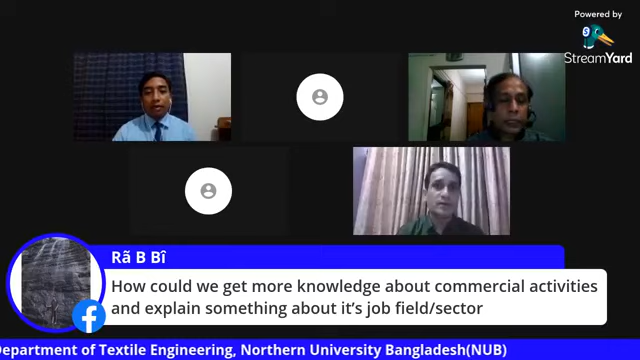 Powered by
StreamYard
Rã B Bî
How could we get more knowledge about commercial activities
and explain something about it's job field/sector
Department of Textile Engineering, Northern University Bangladesh(NUB)